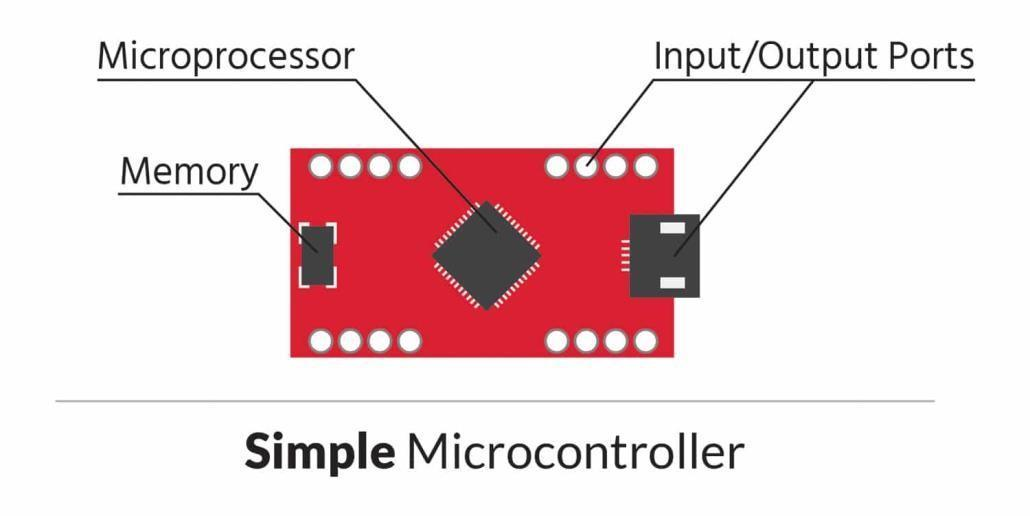 Microprocessor
Input/Output Ports
Memory
Simple Microcontroller